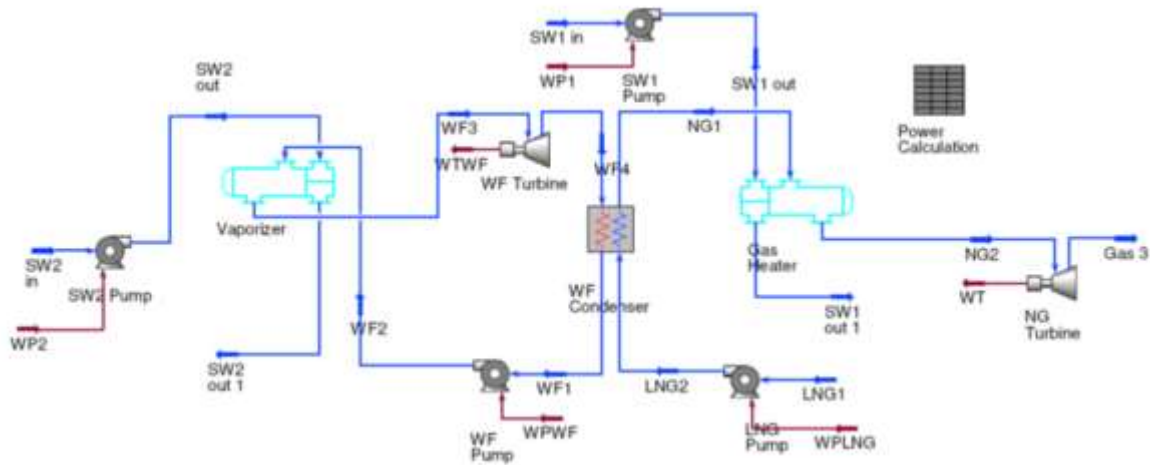 SW1 in
WP1
SW1
Pump
SW1 out
SW2
out
WF3
WTWF
WF Turbine
WF4
NG1
Power
Calculation
Vaporizer
SW2
in
SW2 Pump
WP2
WF2
SW2
out 1
WF
Condenser
Gas
Heater
SW1
out 1
NG2
Gas 3
WT
NG
Turbine
WF1
WF
Pump
WPWF
LNG2
LNG1
LNG
Pump
WPLNG